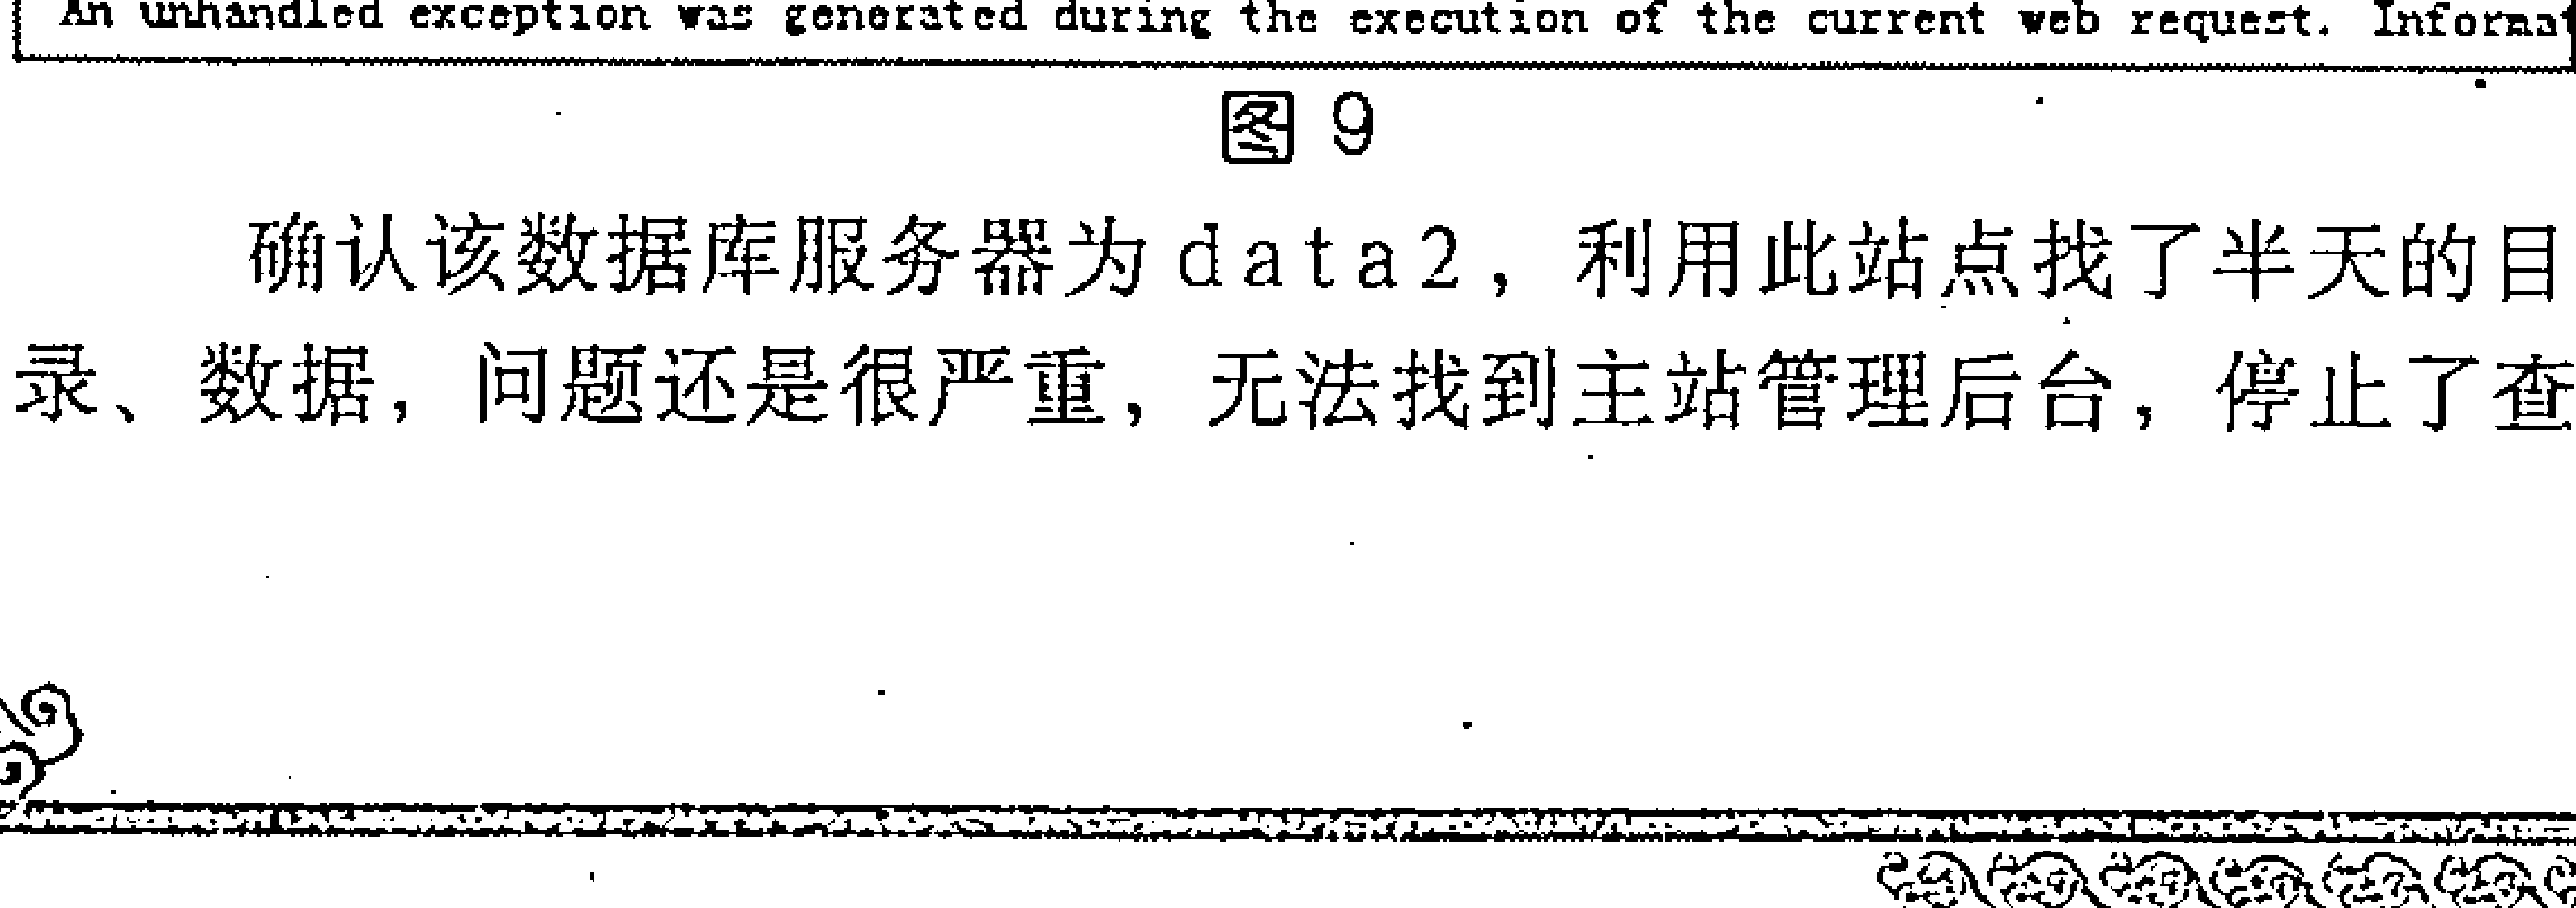 An unhandled exception was generated during the execution of the current web request.
图 9
确认该数据库服务器为data2，利用此站点找了半天的目
录、数据，问题还是很严重，无法找到主站管理后台，停止了查